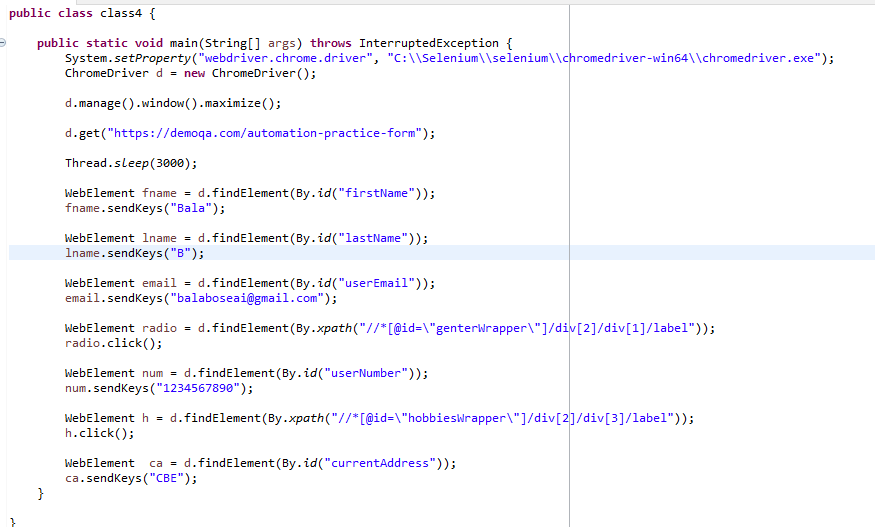 public class class4 {
public static void main(String[] args) throws InterruptedException {
System.setProperty("webdriver.chrome.driver", "C:\\Selenium\\selenium\\chromedriver-win64\\chromedriver.exe");
ChromeDriver d = new ChromeDriver();
d.manage().window().maximize();
d.get("https://demoqa.com/automation-practice-form");
Thread.sleep(3000);
WebElement fname = d.findElement(By.id("firstName"));
fname.sendKeys("Bala");
WebElement lname = d.findElement(By.id("lastName"));
lname.sendKeys("B");
WebElement email = d.findElement(By.id("userEmail"));
email.sendKeys("balaboseai@gmail.com");
WebElement radio = d.findElement(By.xpath("//*[@id=\"genterWrapper\"]/div[2]/div[1]/label"));
radio.click();
WebElement num = d.findElement(By.id("userNumber"));
num.sendKeys("1234567890");
WebElement h = d.findElement(By.xpath("//*[@id=\"hobbiesWrapper\"]/div[2]/div[3]/label"));
h.click();
WebElement  ca = d.findElement(By.id("currentAddress"));
ca.sendKeys("CBE");
}
}